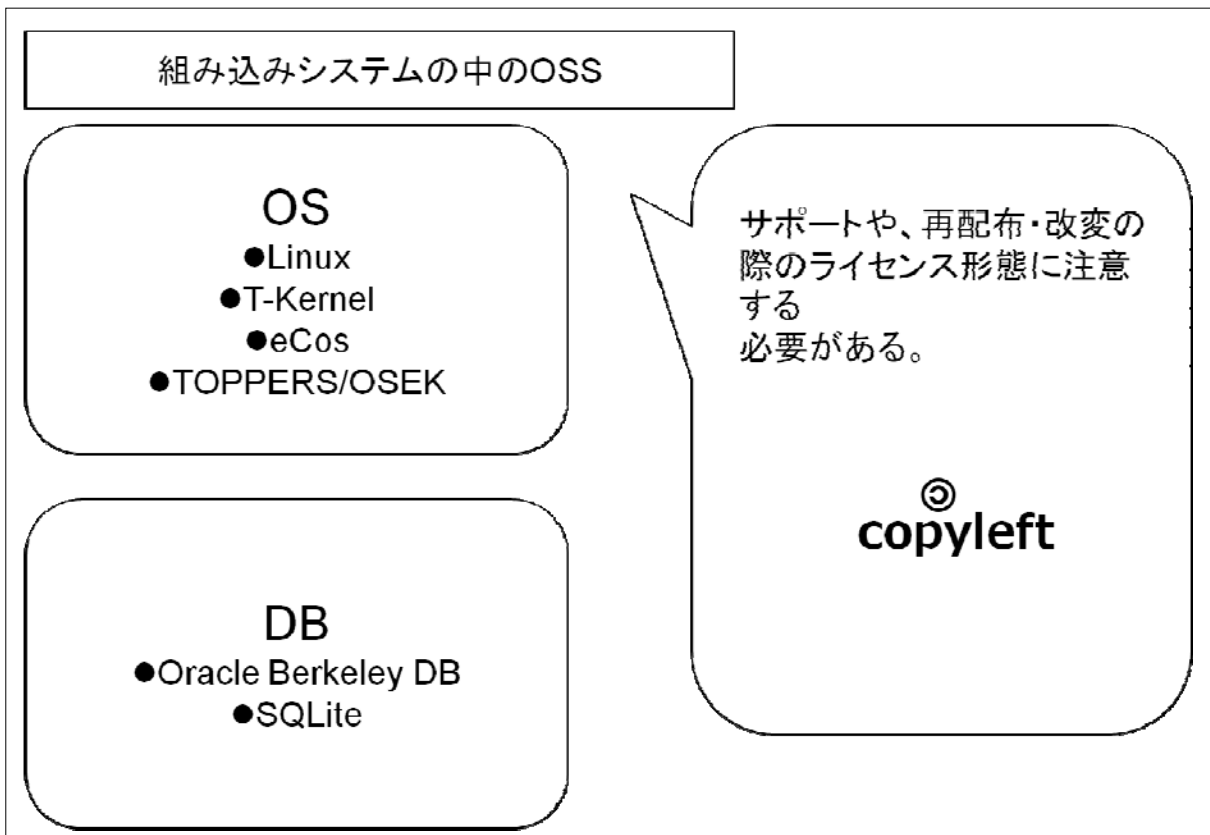 組み込みシステムの中のOSS
OS
●Linux
●T-Kernel
●eCos
●TOPPERS/OSEK
DB
●Oracle Berkeley DB
●SQLite
サポートや、再配布・改変の
際のライセンス形態に注意
する
必要がある。
copyleft